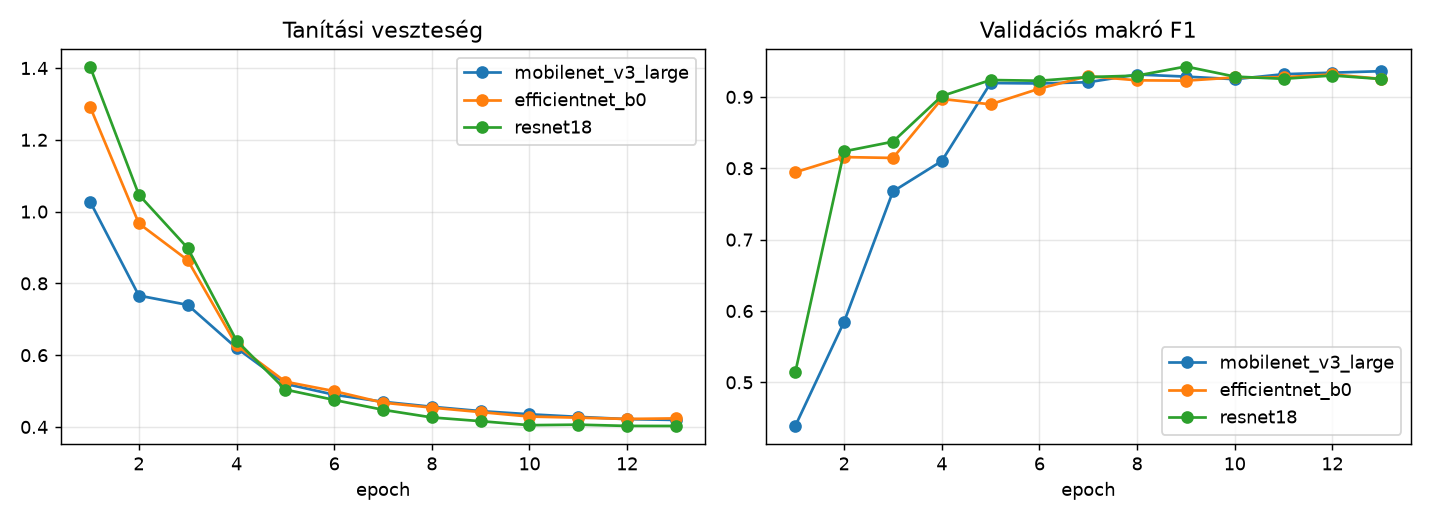 Tanítási veszteség
1.4
1.2
1.0
0.8
0.6
0.4
mobilenet_v3_large
efficientnet_b0
resnet18
2 4 6 8 10 12
epoch
Validációs makró F1
0.9
0.8
0.7
0.6
0.5
mobilenet_v3_large
efficientnet_b0
resnet18
2 4 6 8 10 12
epoch